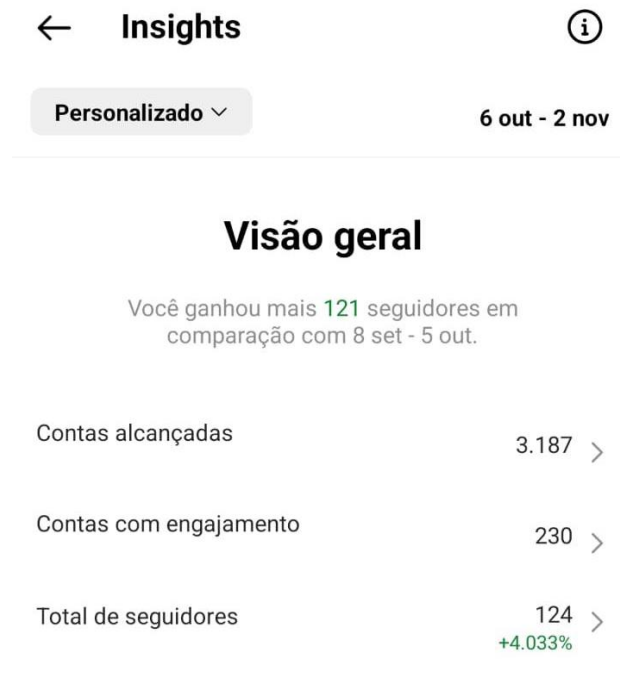 Insights
Personalizado
6 out - 2 nov
Visão geral
Você ganhou mais 121 seguidores em
comparação com 8 set - 5 out.
Contas alcançadas
3.187
Contas com engajamento
230
Total de seguidores
124
+4.033%